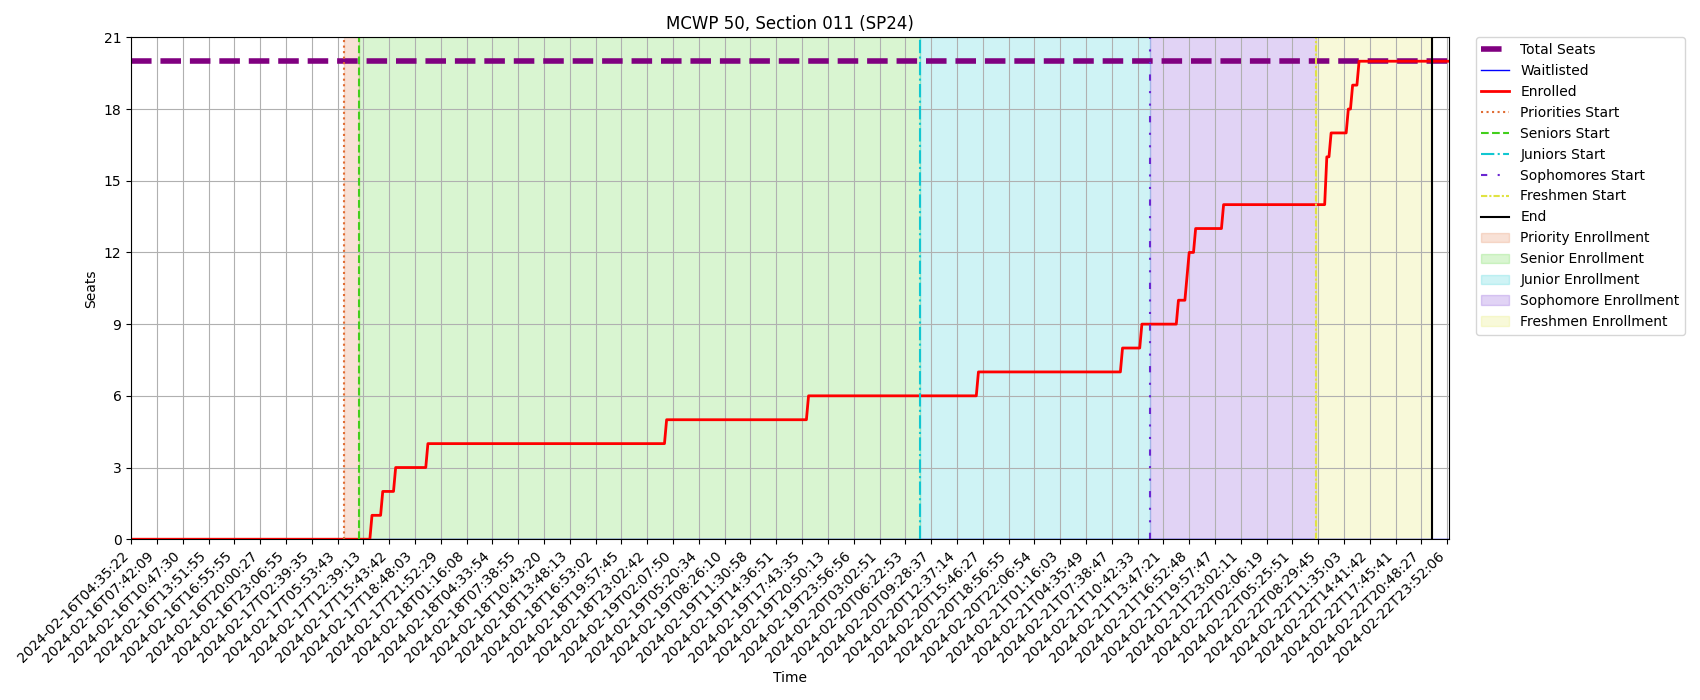 MCWP 50, Section 011 (SP24)
21
18
15
12
9
6
3
0
Seats
2024-02-16T04:35:22
2024-02-16T07:42:09
2024-02-16T10:47:30
2024-02-16T13:51:55
2024-02-16T16:55:55
2024-02-16T20:00:27
2024-02-16T23:06:55
2024-02-17T02:39:35
2024-02-17T05:53:43
2024-02-17T12:39:13
2024-02-17T15:43:42
2024-02-17T18:48:03
2024-02-17T21:52:29
2024-02-18T01:16:08
2024-02-18T04:33:54
2024-02-18T07:38:55
2024-02-18T10:43:20
2024-02-18T13:48:13
2024-02-18T16:53:02
2024-02-18T19:57:45
2024-02-18T23:02:42
2024-02-19T02:07:50
2024-02-19T05:20:34
2024-02-19T08:26:10
2024-02-19T11:30:58
2024-02-19T14:36:51
2024-02-19T17:43:35
2024-02-19T20:50:13
2024-02-19T23:56:56
2024-02-20T03:02:51
2024-02-20T06:22:53
2024-02-20T09:28:37
2024-02-20T12:37:14
2024-02-20T15:46:27
2024-02-20T18:56:55
2024-02-20T22:06:54
2024-02-21T01:16:03
2024-02-21T04:35:49
2024-02-21T07:38:47
2024-02-21T10:42:33
2024-02-21T13:47:21
2024-02-21T16:52:48
2024-02-21T19:57:47
2024-02-21T23:02:11
2024-02-22T02:06:19
2024-02-22T05:25:51
2024-02-22T08:29:45
2024-02-22T11:35:03
2024-02-22T14:41:42
2024-02-22T17:45:41
2024-02-22T20:48:27
2024-02-22T23:52:06
Time
Total Seats
Waitlisted
Enrolled
Priorities Start
Seniors Start
Juniors Start
Sophomores Start
Freshmen Start
End
Priority Enrollment
Senior Enrollment
Junior Enrollment
Sophomore Enrollment
Freshmen Enrollment